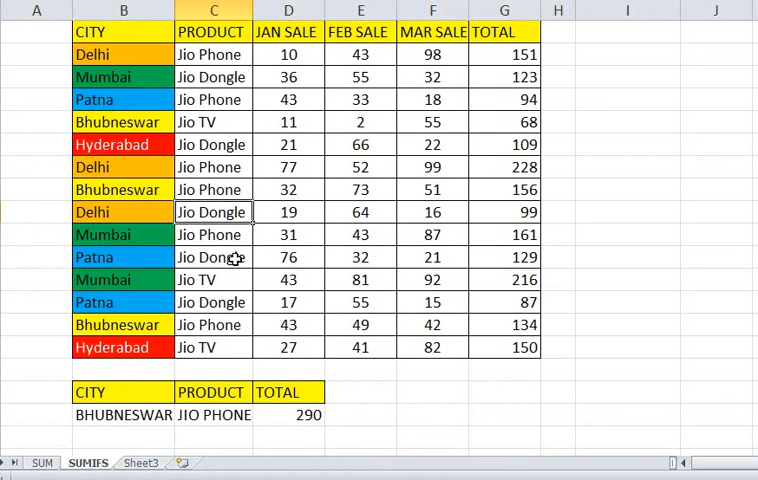 A B C D E F G H I J
CITY PRODUCT JAN SALE FEB SALE MAR SALE TOTAL
Delhi Jio Phone 10 43 98 151
Mumbai Jio Dongle 36 55 32 123
Patna Jio Phone 43 33 18 94
Bhubneswar Jio TV 11 2 55 68
Hyderabad Jio Dongle 21 66 22 109
Delhi Jio Phone 77 52 99 228
Bhubneswar Jio Phone 32 73 51 156
Delhi Jio Dongle 19 64 16 99
Mumbai Jio Phone 31 43 87 161
Patna Jio Dongle 76 32 21 129
Mumbai Jio TV 43 81 92 216
Patna Jio Dongle 17 55 15 87
Bhubneswar Jio Phone 43 49 42 134
Hyderabad Jio TV 27 41 82 150
CITY PRODUCT TOTAL
BHUBNESWAR JIO PHONE 290
SUM SUMIFS Sheet3